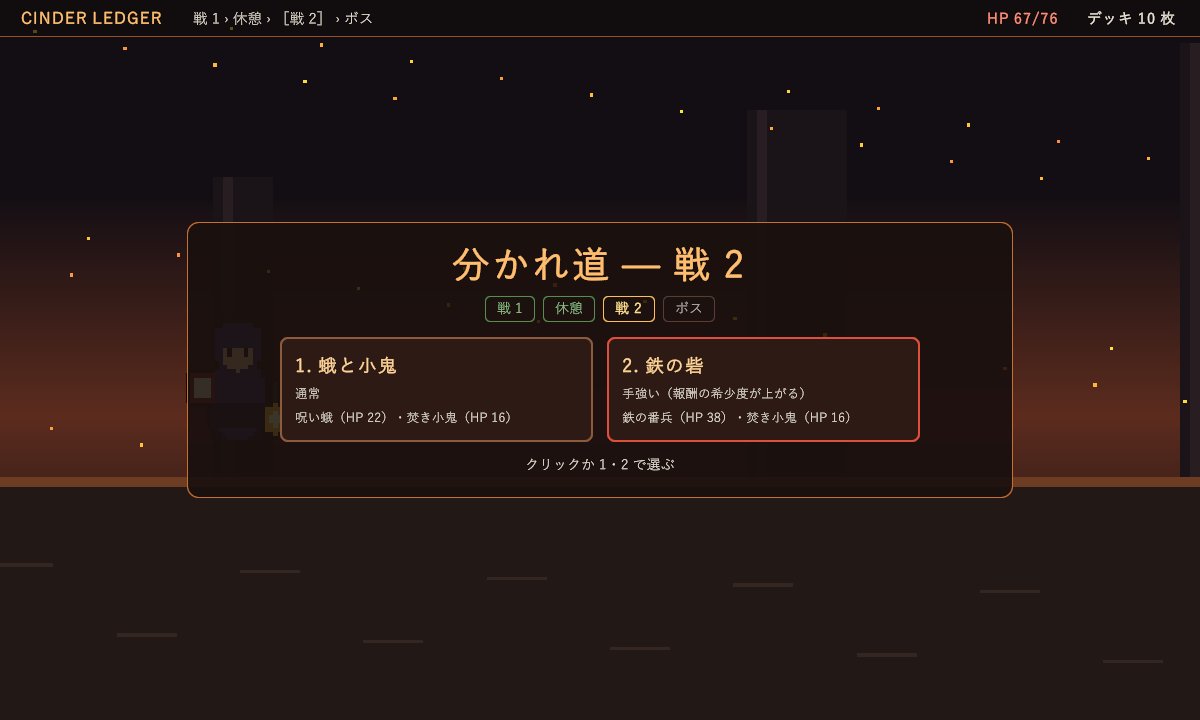 CINDER LEDGER 戦 1 › 休憩 › ［戦 2］ › ボス HP 67/76 デッキ 10 枚
分かれ道 — 戦 2
戦 1 休憩 戦 2 ボス
1. 蛾と小鬼
通常
呪い蛾（HP 22）・焚き小鬼（HP 16）
2. 鉄の砦
手強い（報酬の希少度が上がる）
鉄の番兵（HP 38）・焚き小鬼（HP 16）
クリックか 1・2 で選ぶ